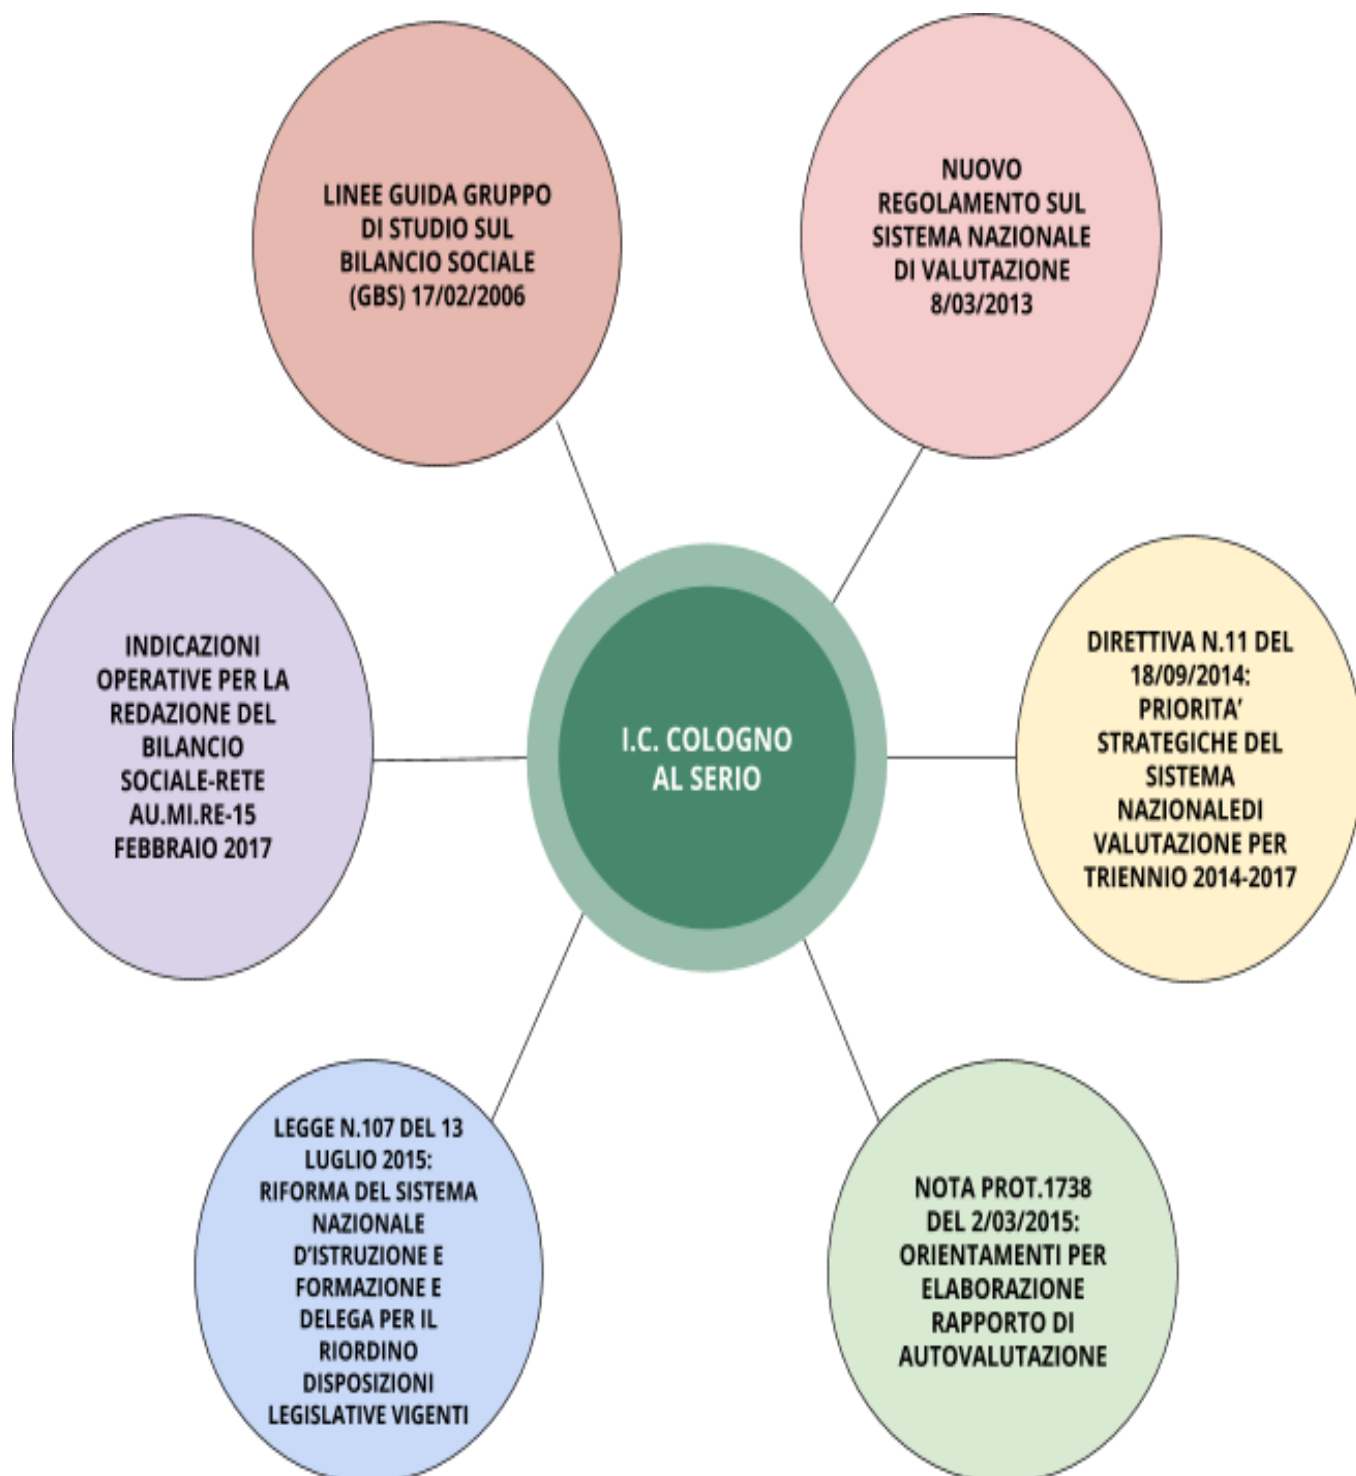 LINEE GUIDA GRUPPO
DI STUDIO SUL
BILANCIO SOCIALE
(GBS) 17/02/2006
NUOVO
REGOLAMENTO SUL
SISTEMA NAZIONALE
DI VALUTAZIONE
8/03/2013
INDICAZIONI
OPERATIVE PER LA
REDAZIONE DEL
BILANCIO
SOCIALE-RETE
AU.MI.RE-15
FEBBRAIO 2017
I.C. COLOGNO
AL SERIO
DIRETTIVA N.11 DEL
18/09/2014:
PRIORITA'
STRATEGICHE DEL
SISTEMA
NAZIONALEDI
VALUTAZIONE PER
TRIENNIO 2014-2017
LEGGE N.107 DEL 13
LUGLIO 2015:
RIFORMA DEL SISTEMA
NAZIONALE
D'ISTRUZIONE E
FORMAZIONE E
DELEGA PER IL
RIORDINO
DISPOSIZIONI
LEGISLATIVE VIGENTI
NOTA PROT.1738
DEL 2/03/2015:
ORIENTAMENTI PER
ELABORAZIONE
RAPPORTO DI
AUTOVALUTAZIONE